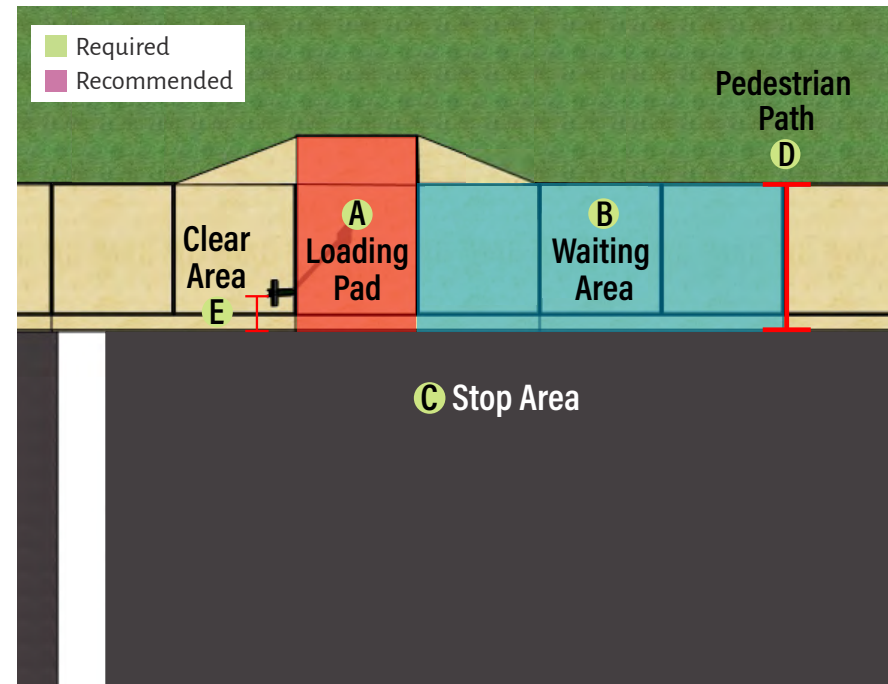 Required
Recommended
Pedestrian
Path
D
A
Loading
Pad
B
Waiting
Area
Clear
Area
E
C Stop Area